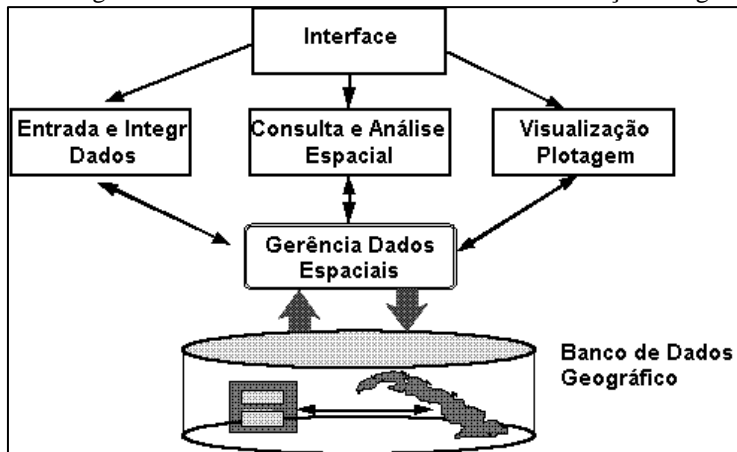 Interface
Entrada e Integr
Dados
Consulta e Análise
Espacial
Visualização
Plotagem
Gerência Dados
Espaciais
Banco de Dados
Geográfico